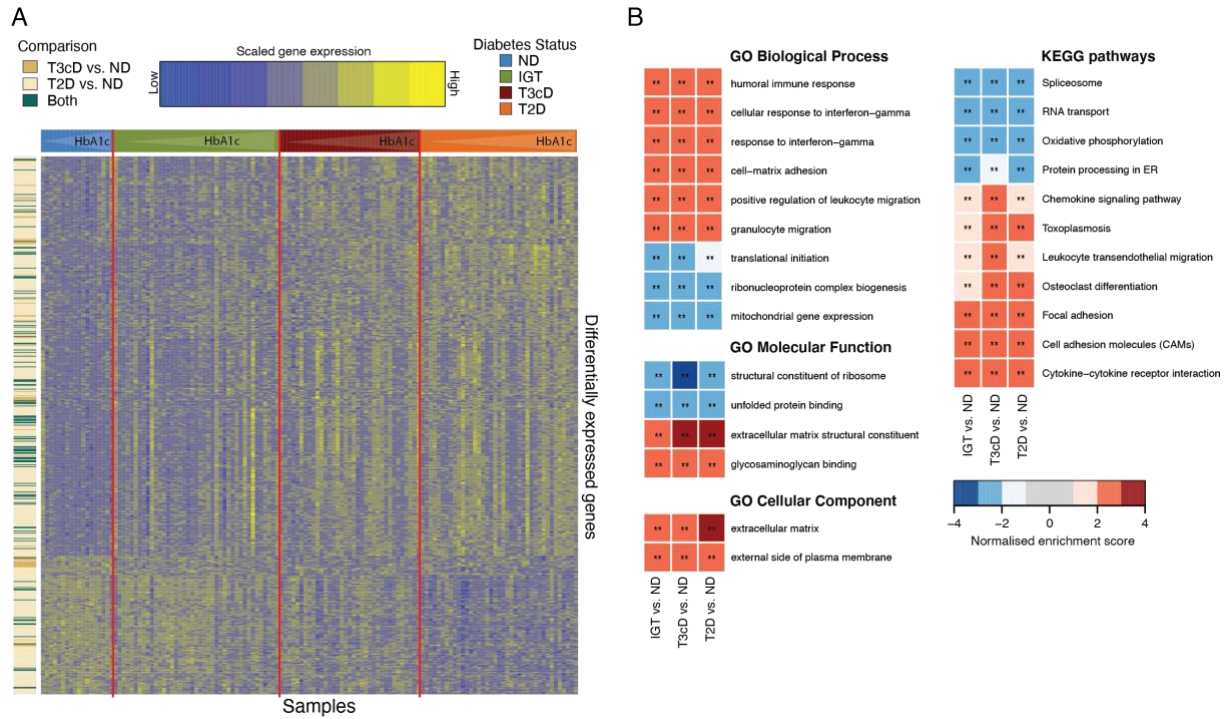 A
Comparison
T3cD vs. ND
T2D vs. ND
Both
Scaled gene expression
Low
High
Diabetes Status
ND
IGT
T3cD
T2D
HbA1c
HbA1c
HbA1c
HbA1c
Differentially expressed genes
Samples
B
GO Biological Process
** ** ** humoral immune response
** ** ** cellular response to interferon−gamma
** ** ** response to interferon−gamma
** ** ** cell−matrix adhesion
** ** ** positive regulation of leukocyte migration
** ** ** granulocyte migration
** ** ** translational initiation
** ** ** ribonucleoprotein complex biogenesis
** ** ** mitochondrial gene expression
GO Molecular Function
** ** ** structural constituent of ribosome
** ** ** unfolded protein binding
** ** ** extracellular matrix structural constituent
** ** ** glycosaminoglycan binding
GO Cellular Component
** ** ** extracellular matrix
** ** ** external side of plasma membrane
IGT vs. ND
T3cD vs. ND
T2D vs. ND
KEGG pathways
** ** ** Spliceosome
** ** ** RNA transport
** ** ** Oxidative phosphorylation
** ** ** Protein processing in ER
** ** ** Chemokine signaling pathway
** ** ** Toxoplasmosis
** ** ** Leukocyte transendothelial migration
** ** ** Osteoclast differentiation
** ** ** Focal adhesion
** ** ** Cell adhesion molecules (CAMs)
** ** ** Cytokine−cytokine receptor interaction
IGT vs. ND
T3cD vs. ND
T2D vs. ND
−4 −2 0 2 4
Normalised enrichment score